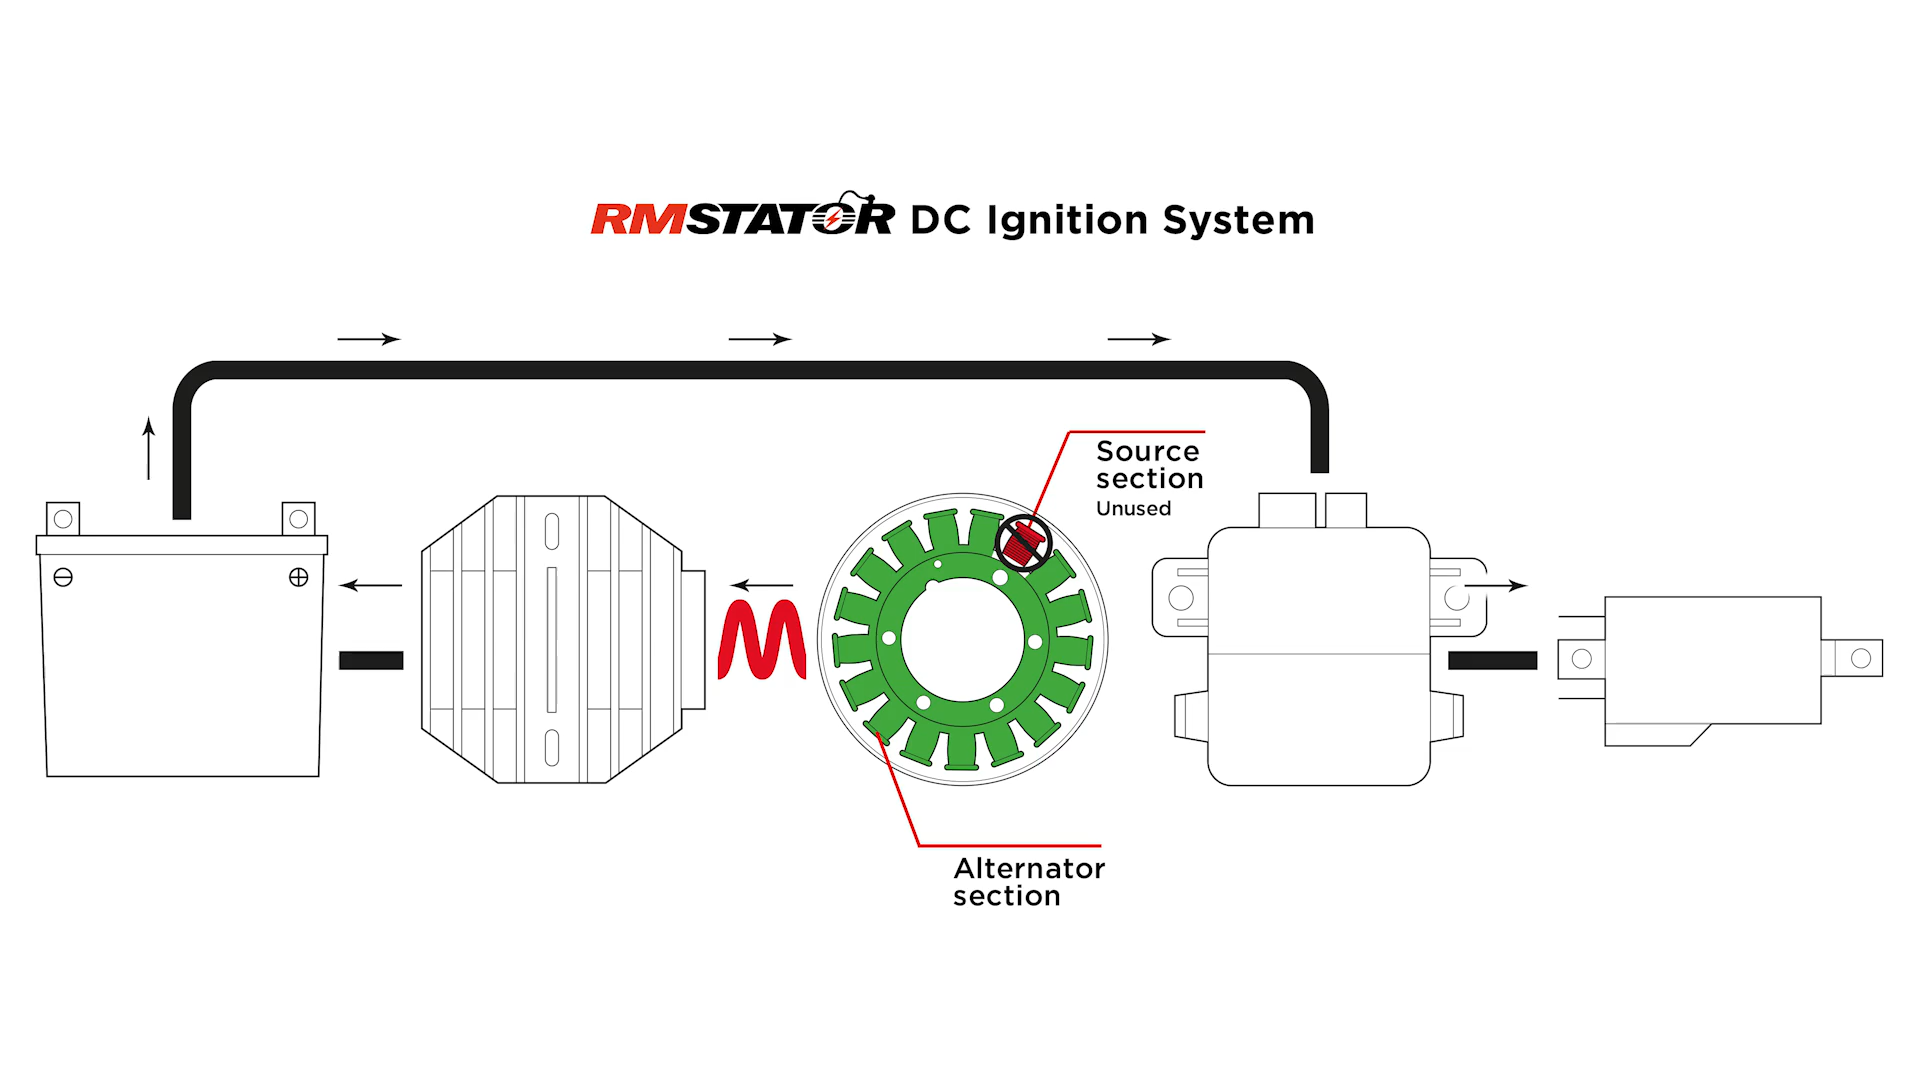 RMSTATOR DC Ignition System
Source
section
Unused
Alternator
section